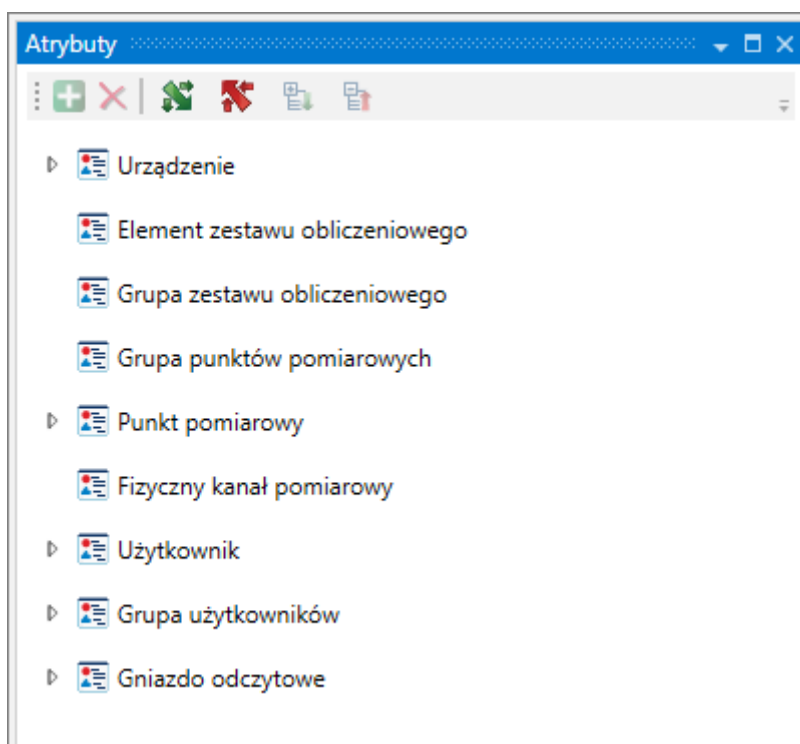 Atrybuty
Urządzenie
Element zestawu obliczeniowego
Grupa zestawu obliczeniowego
Grupa punktów pomiarowych
Punkt pomiarowy
Fizyczny kanał pomiarowy
Użytkownik
Grupa użytkowników
Gniazdo odczytowe